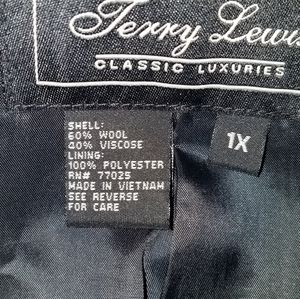 Jerry Lewis
CLASSIC LUXURIES
SHELL:
60% WOOL
40% VISCOSE
LINING:
100% POLYESTER
RN# 77025
MADE IN VIETNAM
SEE REVERSE
FOR CARE
1X